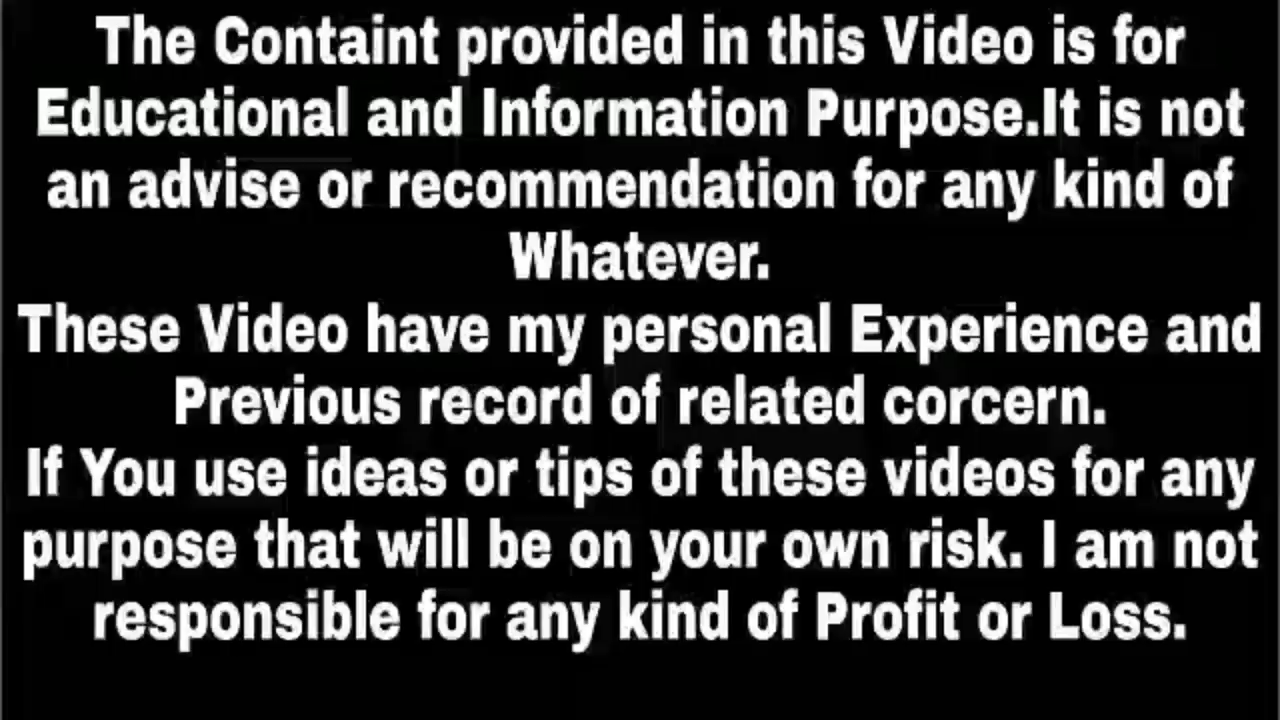 The Containt provided in this Video is for
Educational and Information Purpose.It is not
an advise or recommendation for any kind of
Whatever.
These Video have my personal Experience and
Previous record of related corcern.
If You use ideas or tips of these videos for any
purpose that will be on your own risk. I am not
responsible for any kind of Profit or Loss.